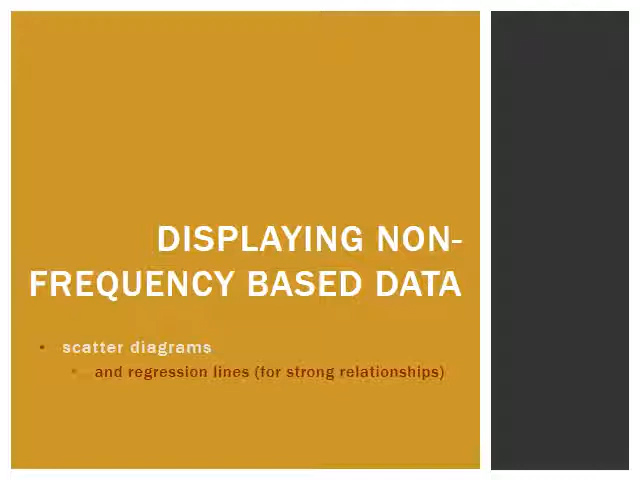 DISPLAYING NON-
FREQUENCY BASED DATA
• scatter diagrams
• and regression lines (for strong relationships)